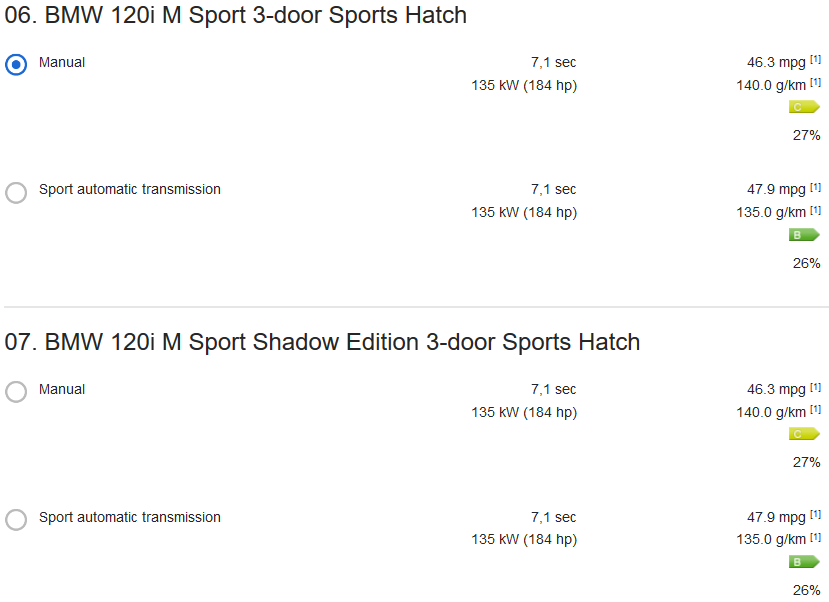 06. BMW 120i M Sport 3-door Sports Hatch
Manual 7,1 sec 46.3 mpg [1]
135 kW (184 hp) 140.0 g/km [1]
C
27%
Sport automatic transmission 7,1 sec 47.9 mpg [1]
135 kW (184 hp) 135.0 g/km [1]
B
26%
07. BMW 120i M Sport Shadow Edition 3-door Sports Hatch
Manual 7,1 sec 46.3 mpg [1]
135 kW (184 hp) 140.0 g/km [1]
C
27%
Sport automatic transmission 7,1 sec 47.9 mpg [1]
135 kW (184 hp) 135.0 g/km [1]
B
26%